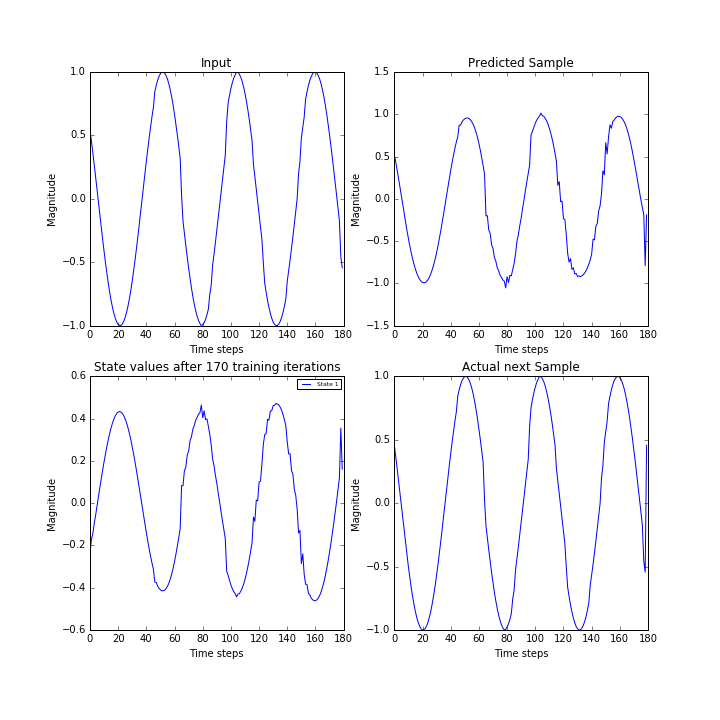 Input
1.0
0.5
0.0
−0.5
−1.0
Magnitude
0 20 40 60 80 100 120 140 160 180
Time steps
Predicted Sample
1.5
1.0
0.5
0.0
−0.5
−1.0
−1.5
Magnitude
0 20 40 60 80 100 120 140 160 180
Time steps
State values after 170 training iterations
State 1
0.6
0.4
0.2
0.0
−0.2
−0.4
−0.6
Magnitude
0 20 40 60 80 100 120 140 160 180
Time steps
Actual next Sample
1.0
0.5
0.0
−0.5
−1.0
Magnitude
0 20 40 60 80 100 120 140 160 180
Time steps